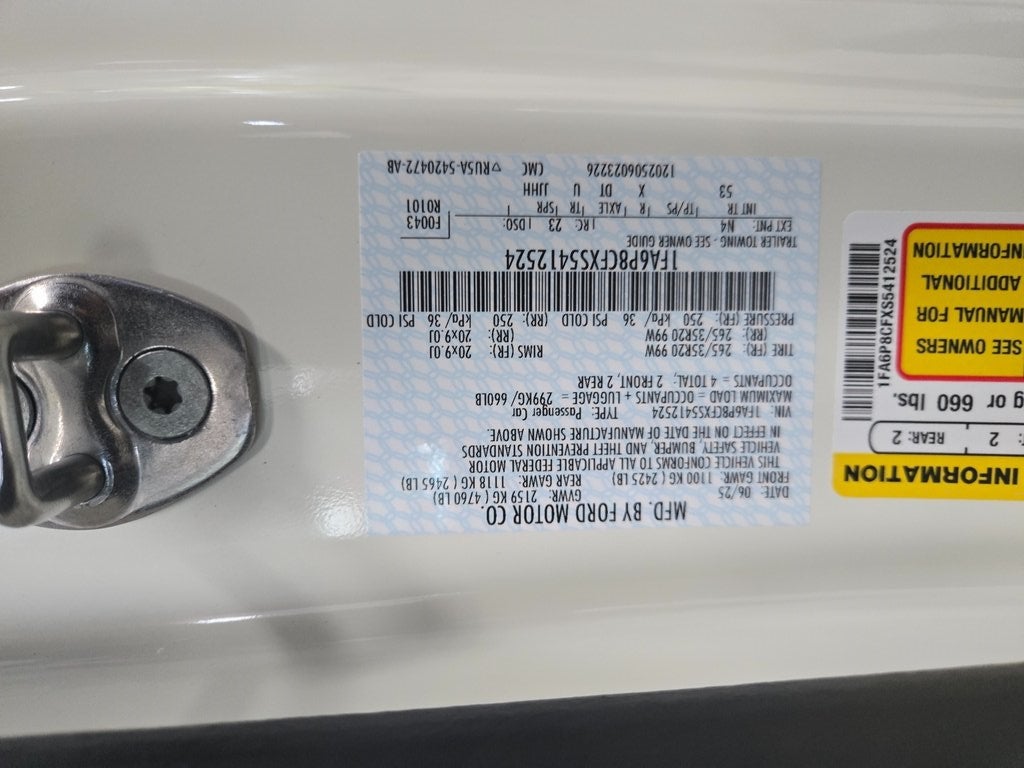 MFD. BY FORD MOTOR CO.
DATE: 06/25 GVWR: 2159 KG ( 4760 LB)
FRONT GAWR: 1100 KG ( 2425 LB) REAR GAWR: 1118 KG ( 2465 LB)
THIS VEHICLE CONFORMS TO ALL APPLICABLE FEDERAL MOTOR
VEHICLE SAFETY, BUMPER, AND THEFT PREVENTION STANDARDS
IN EFFECT ON THE DATE OF MANUFACTURE SHOWN ABOVE.
VIN: 1FA6P8CFXS5412524 TYPE: Passenger Car
MAXIMUM LOAD = OCCUPANTS + LUGGAGE = 299KG/ 660LB
OCCUPANTS = 4 TOTAL; 2 FRONT, 2 REAR
TIRE (FR): 265/35R20 99W RIMS (FR): 20x9.0J
(RR): 265/35R20 99W (RR): 20x9.0J
PRESSURE (FR): 250 kPa/ 36 PSI COLD (RR): 250 kPa/ 36 PSI COLD
1FA6P8CFXS5412524
TRAILER TOWING - SEE OWNER GUIDE
EXT PNT: N4 RC: 23 DSO: F0043
INT TR TP/PS R AXLE TR SPR R0101
53 X DT U JJHH
1202506023226 CMC ▽RU5A-5420472-AB
INFORMATION
: 2 REAR: 2
g or 660 lbs.
SEE OWNERS
MANUAL FOR
ADDITIONAL
INFORMATION
1FA6P8CFXS5412524